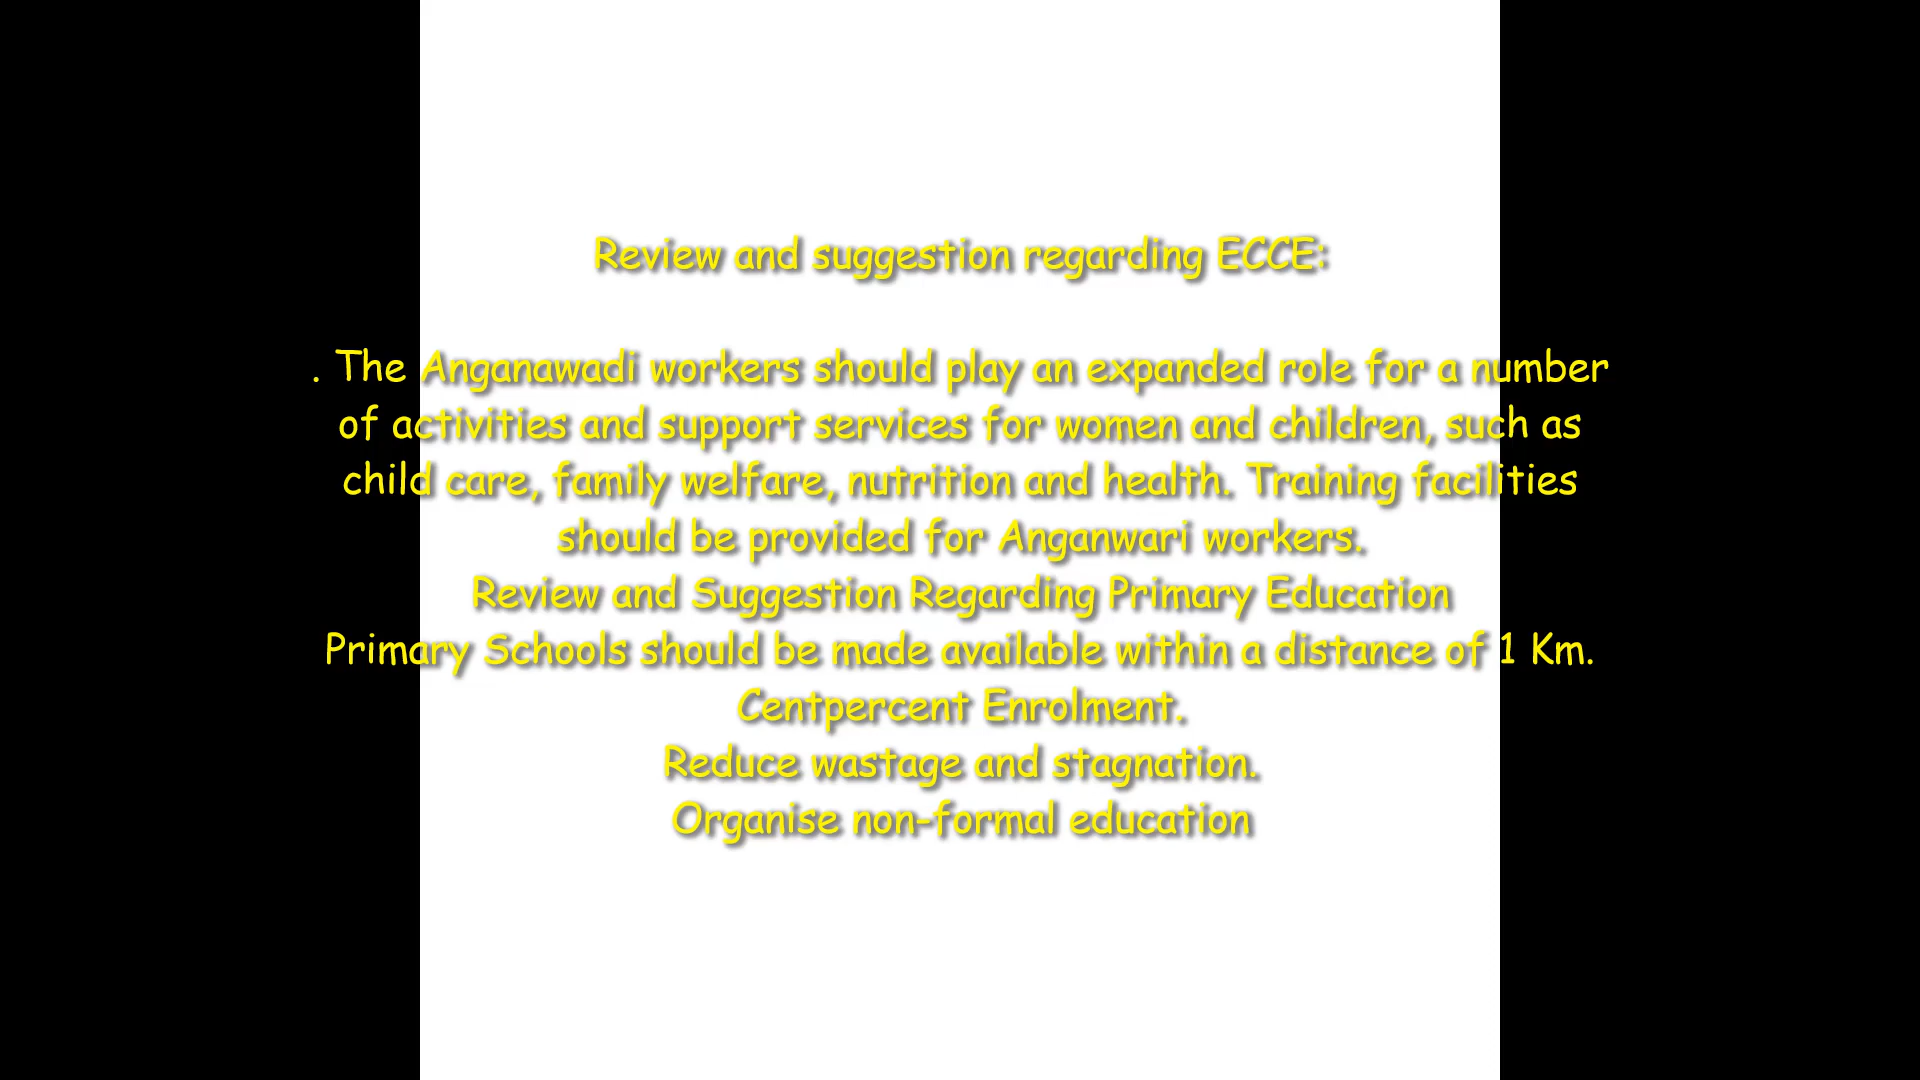 Review and suggestion regarding ECCE:
. The Anganawadi workers should play an expanded role for a number
of activities and support services for women and children, such as
child care, family welfare, nutrition and health. Training facilities
should be provided for Anganwari workers.
Review and Suggestion Regarding Primary Education
Primary Schools should be made available within a distance of 1 Km.
Centpercent Enrolment.
Reduce wastage and stagnation.
Organise non-formal education